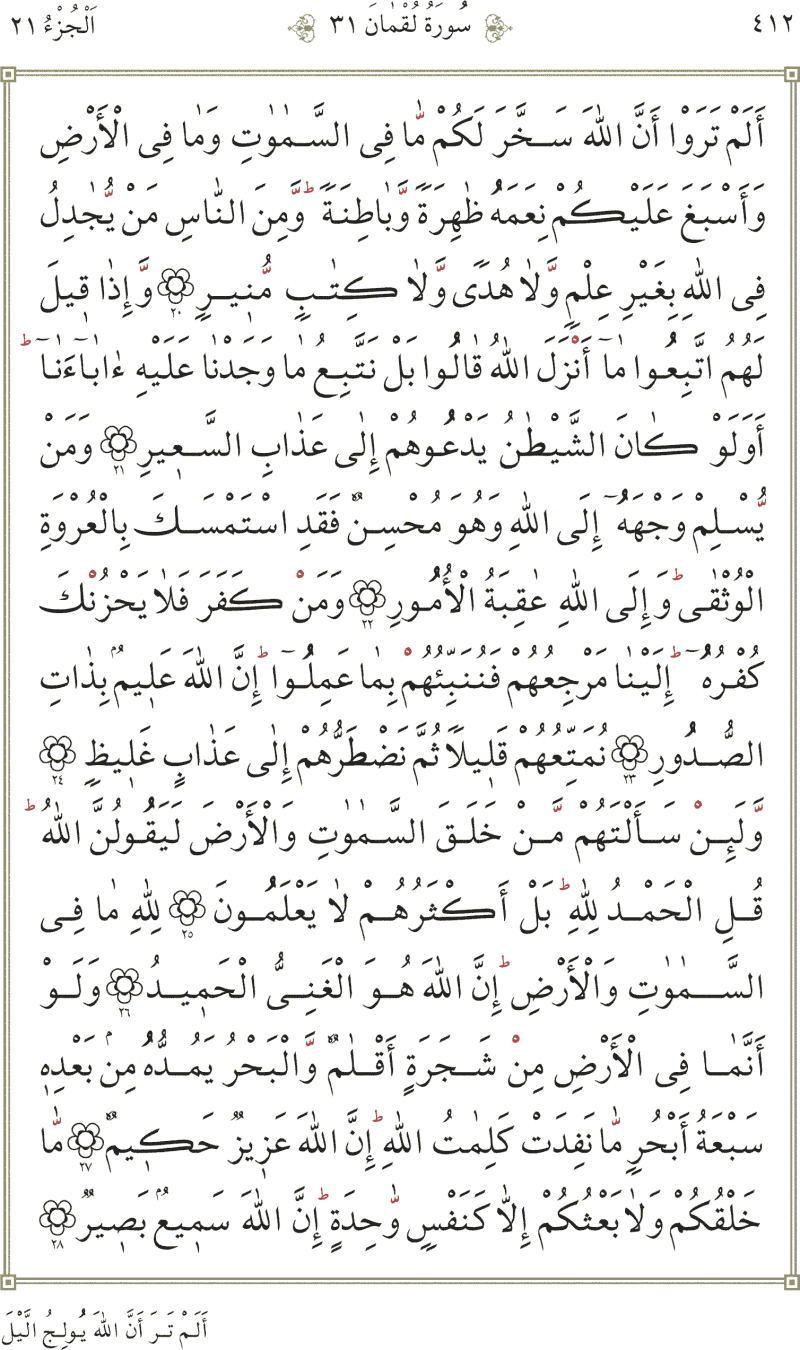 ٤١٢ سُورَةُ لُقْمٰانَ ٣١ اَلْجُزْءُ ٢١
أَلَمْ تَرَوْا أَنَّ اللّٰهَ سَخَّرَ لَكُمْ مّٰا فِى السَّمٰوٰتِ وَمٰا فِى الْأَرْضِ
وَأَسْبَغَ عَلَيْكُمْ نِعَمَهُ ظٰهِرَةً وَّبٰاطِنَةً ۗ وَّمِنَ النّٰاسِ مَنْ يُّجٰدِلُ
فِى اللّٰهِ بِغَيْرِ عِلْمٍ وَّلٰا هُدًى وَّلٰا كِتٰبٍ مُّنِيرٍ ٢٠ وَّإِذٰا قِيلَ
لَهُمُ اتَّبِعُوا مٰٓا أَنْزَلَ اللّٰهُ قٰالُوا بَلْ نَتَّبِعُ مٰا وَجَدْنٰا عَلَيْهِ ءٰابٰٓاءَنٰٓا ۗ
أَوَلَوْ كٰانَ الشَّيْطٰنُ يَدْعُوهُمْ إِلٰى عَذٰابِ السَّعِيرِ ٢١ وَمَنْ
يُّسْلِمْ وَجْهَهُٓ إِلَى اللّٰهِ وَهُوَ مُحْسِنٌ فَقَدِ اسْتَمْسَكَ بِالْعُرْوَةِ
الْوُثْقٰى ۗ وَإِلَى اللّٰهِ عٰقِبَةُ الْأُمُورِ ٢٢ وَمَنْ كَفَرَ فَلٰا يَحْزُنْكَ
كُفْرُهُٓ ۗ إِلَيْنٰا مَرْجِعُهُمْ فَنُنَبِّئُهُمْ بِمٰا عَمِلُوٓا ۗ إِنَّ اللّٰهَ عَلِيمٌۢ بِذٰاتِ
الصُّدُورِ ٢٣ نُمَتِّعُهُمْ قَلِيلًا ثُمَّ نَضْطَرُّهُمْ إِلٰى عَذٰابٍ غَلِيظٍ ٢٤
وَّلَئِنْ سَأَلْتَهُمْ مَّنْ خَلَقَ السَّمٰوٰتِ وَالْأَرْضَ لَيَقُولُنَّ اللّٰهُ ۗ
قُلِ الْحَمْدُ لِلّٰهِ ۗ بَلْ أَكْثَرُهُمْ لٰا يَعْلَمُونَ ٢٥ لِلّٰهِ مٰا فِى
السَّمٰوٰتِ وَالْأَرْضِ ۗ إِنَّ اللّٰهَ هُوَ الْغَنِىُّ الْحَمِيدُ ٢٦ وَلَوْ
أَنَّمٰا فِى الْأَرْضِ مِنْ شَجَرَةٍ أَقْلٰمٌ وَّالْبَحْرُ يَمُدُّهُ مِنْۢ بَعْدِهِ
سَبْعَةُ أَبْحُرٍ مّٰا نَفِدَتْ كَلِمٰتُ اللّٰهِ ۗ إِنَّ اللّٰهَ عَزِيزٌ حَكِيمٌ ٢٧ مّٰا
خَلْقُكُمْ وَلٰا بَعْثُكُمْ إِلّٰا كَنَفْسٍ وّٰحِدَةٍ ۗ إِنَّ اللّٰهَ سَمِيعٌۢ بَصِيرٌ ٢٨
أَلَمْ تَرَ أَنَّ اللّٰهَ يُولِجُ الَّيْلَ